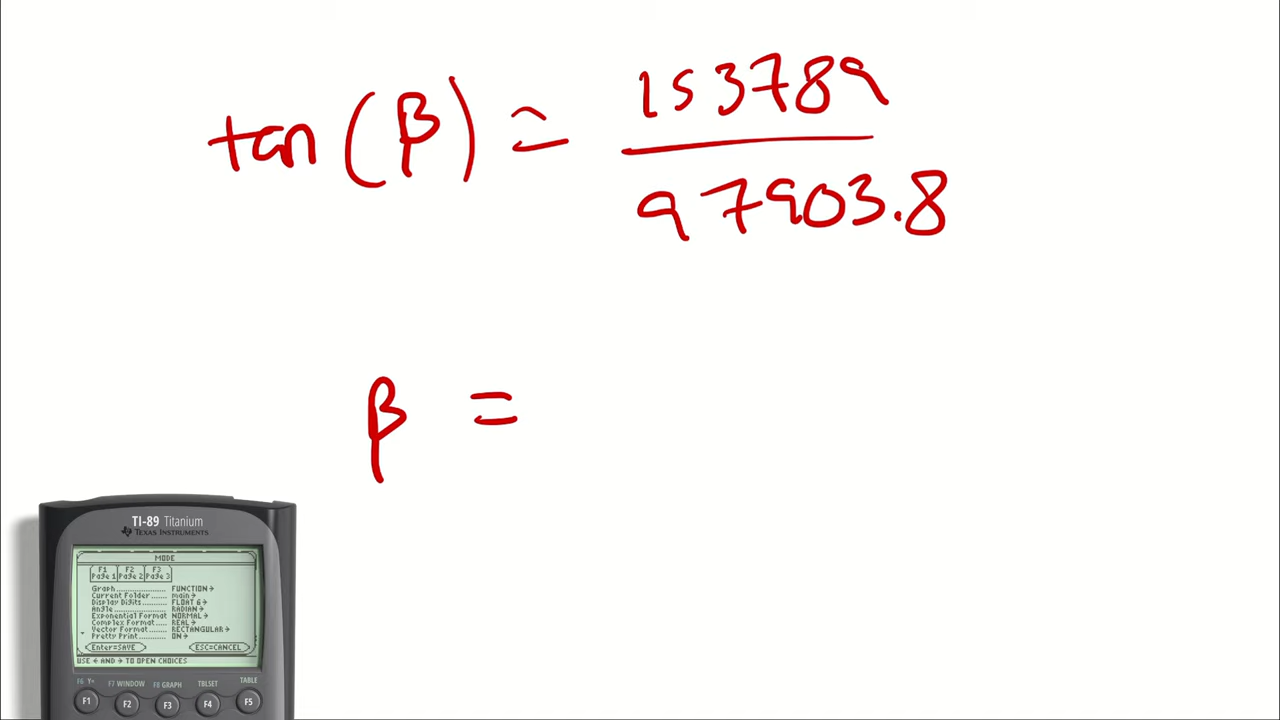 tan(β) = 153789
97903.8
β =
TI-89 Titanium
TEXAS INSTRUMENTS
MODE
F1 F2 F3
Page 1 Page 2 Page 3
Graph............. FUNCTION→
Current Folder.... main→
Display Digits.... FLOAT 6→
Angle............. RADIAN→
Exponential Format NORMAL→
Complex Format.... REAL→
Vector Format..... RECTANGULAR→
Pretty Print...... ON→
Enter=SAVE ESC=CANCEL
USE ← AND → TO OPEN CHOICES
F6 Y= F7 WINDOW F8 GRAPH TBLSET TABLE
F1 F2 F3 F4 F5